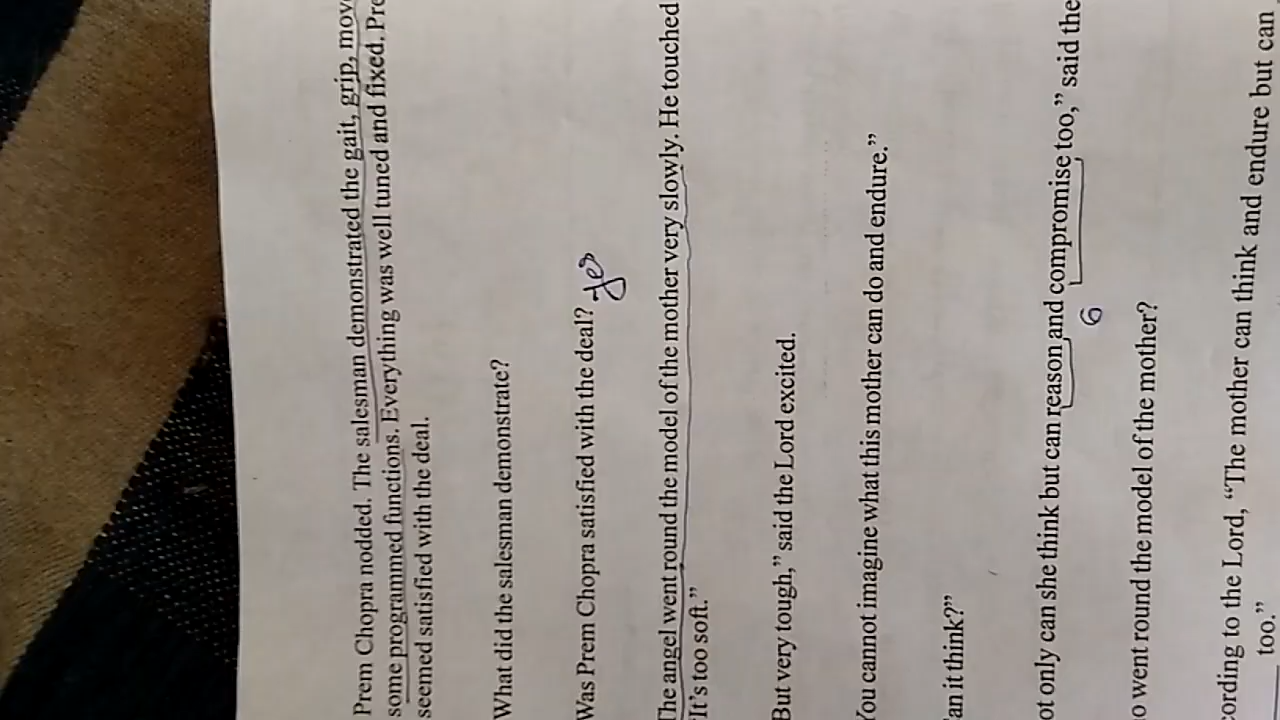 Prem Chopra nodded. The salesman demonstrated the gait, grip,
some programmed functions. Everything was well tuned and fixed.
seemed satisfied with the deal.
What did the salesman demonstrate?
Was Prem Chopra satisfied with the deal? Yes
The angel went round the model of the mother very slowly. He touched
"It's too soft."
But very tough," said the Lord excited.
You cannot imagine what this mother can do and endure."
an it think?"
ot only can she think but can reason and compromise too," said the
6
o went round the model of the mother?
cording to the Lord, "The mother can think and endure but can
too."